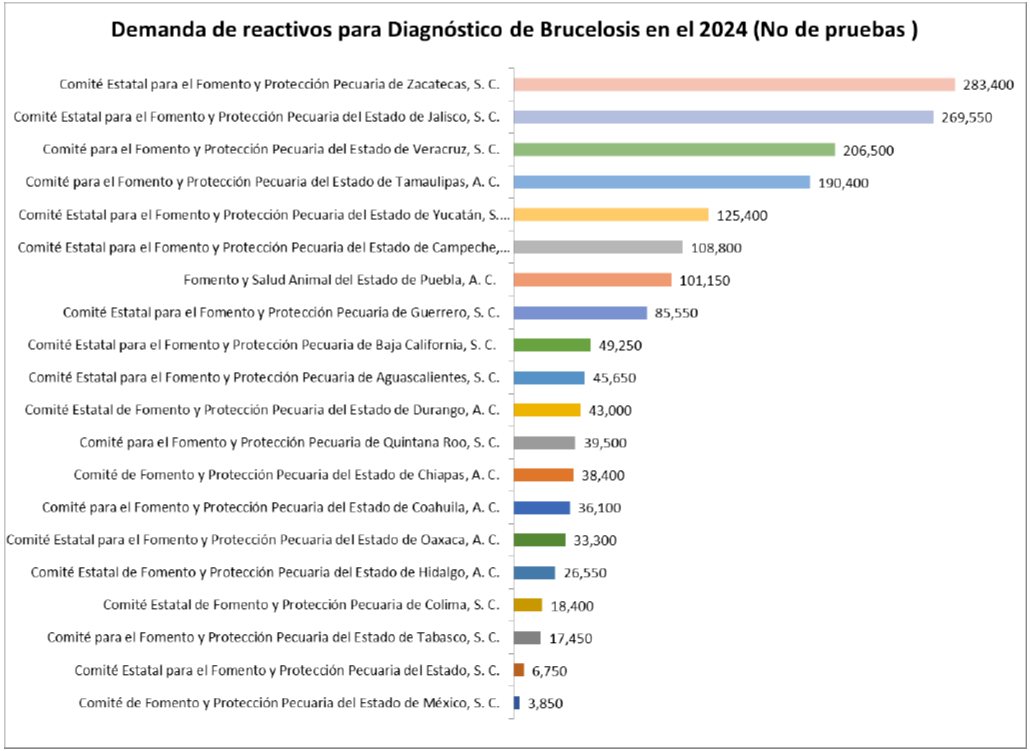 Demanda de reactivos para Diagnóstico de Brucelosis en el 2024 (No de pruebas )
Comité Estatal para el Fomento y Protección Pecuaria de Zacatecas, S. C. 283,400
Comité Estatal para el Fomento y Protección Pecuaria del Estado de Jalisco, S. C. 269,550
Comité para el Fomento y Protección Pecuaria del Estado de Veracruz, S. C. 206,500
Comité para el Fomento y Protección Pecuaria del Estado de Tamaulipas, A. C. 190,400
Comité Estatal para el Fomento y Protección Pecuaria del Estado de Yucatán, S.... 125,400
Comité Estatal para el Fomento y Protección Pecuaria del Estado de Campeche,... 108,800
Fomento y Salud Animal del Estado de Puebla, A. C. 101,150
Comité Estatal para el Fomento y Protección Pecuaria de Guerrero, S. C. 85,550
Comité Estatal para el Fomento y Protección Pecuaria de Baja California, S. C. 49,250
Comité Estatal para el Fomento y Protección Pecuaria de Aguascalientes, S. C. 45,650
Comité Estatal de Fomento y Protección Pecuaria del Estado de Durango, A. C. 43,000
Comité para el Fomento y Protección Pecuaria de Quintana Roo, S. C. 39,500
Comité de Fomento y Protección Pecuaria del Estado de Chiapas, A. C. 38,400
Comité para el Fomento y Protección Pecuaria del Estado de Coahuila, A. C. 36,100
Comité Estatal para el Fomento y Protección Pecuaria del Estado de Oaxaca, A. C. 33,300
Comité Estatal de Fomento y Protección Pecuaria del Estado de Hidalgo, A. C. 26,550
Comité Estatal de Fomento y Protección Pecuaria de Colima, S. C. 18,400
Comité para el Fomento y Protección Pecuaria del Estado de Tabasco, S. C. 17,450
Comité Estatal para el Fomento y Protección Pecuaria del Estado, S. C. 6,750
Comité de Fomento y Protección Pecuaria del Estado de México, S. C. 3,850